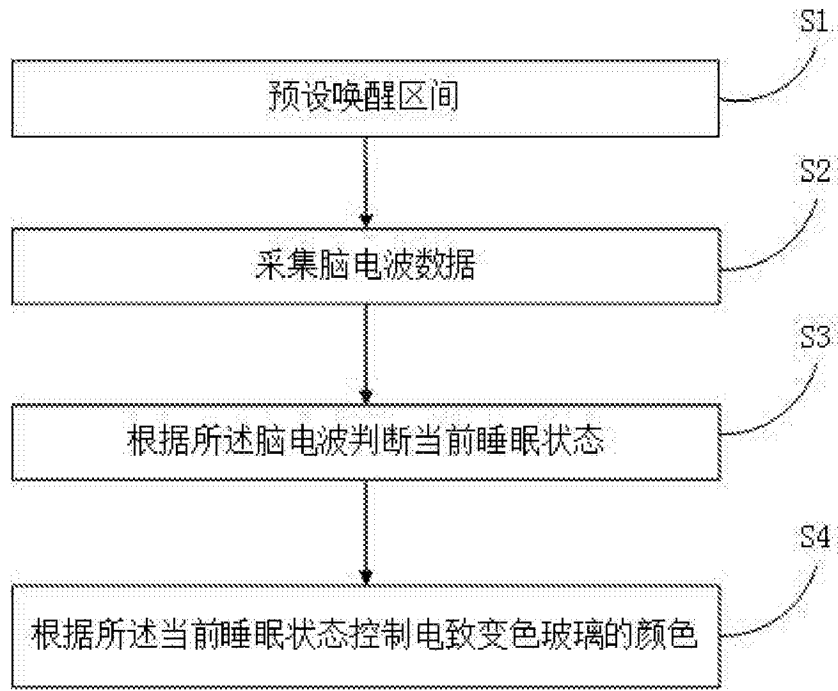 S1
预设唤醒区间
S2
采集脑电波数据
S3
根据所述脑电波判断当前睡眠状态
S4
根据所述当前睡眠状态控制电致变色玻璃的颜色